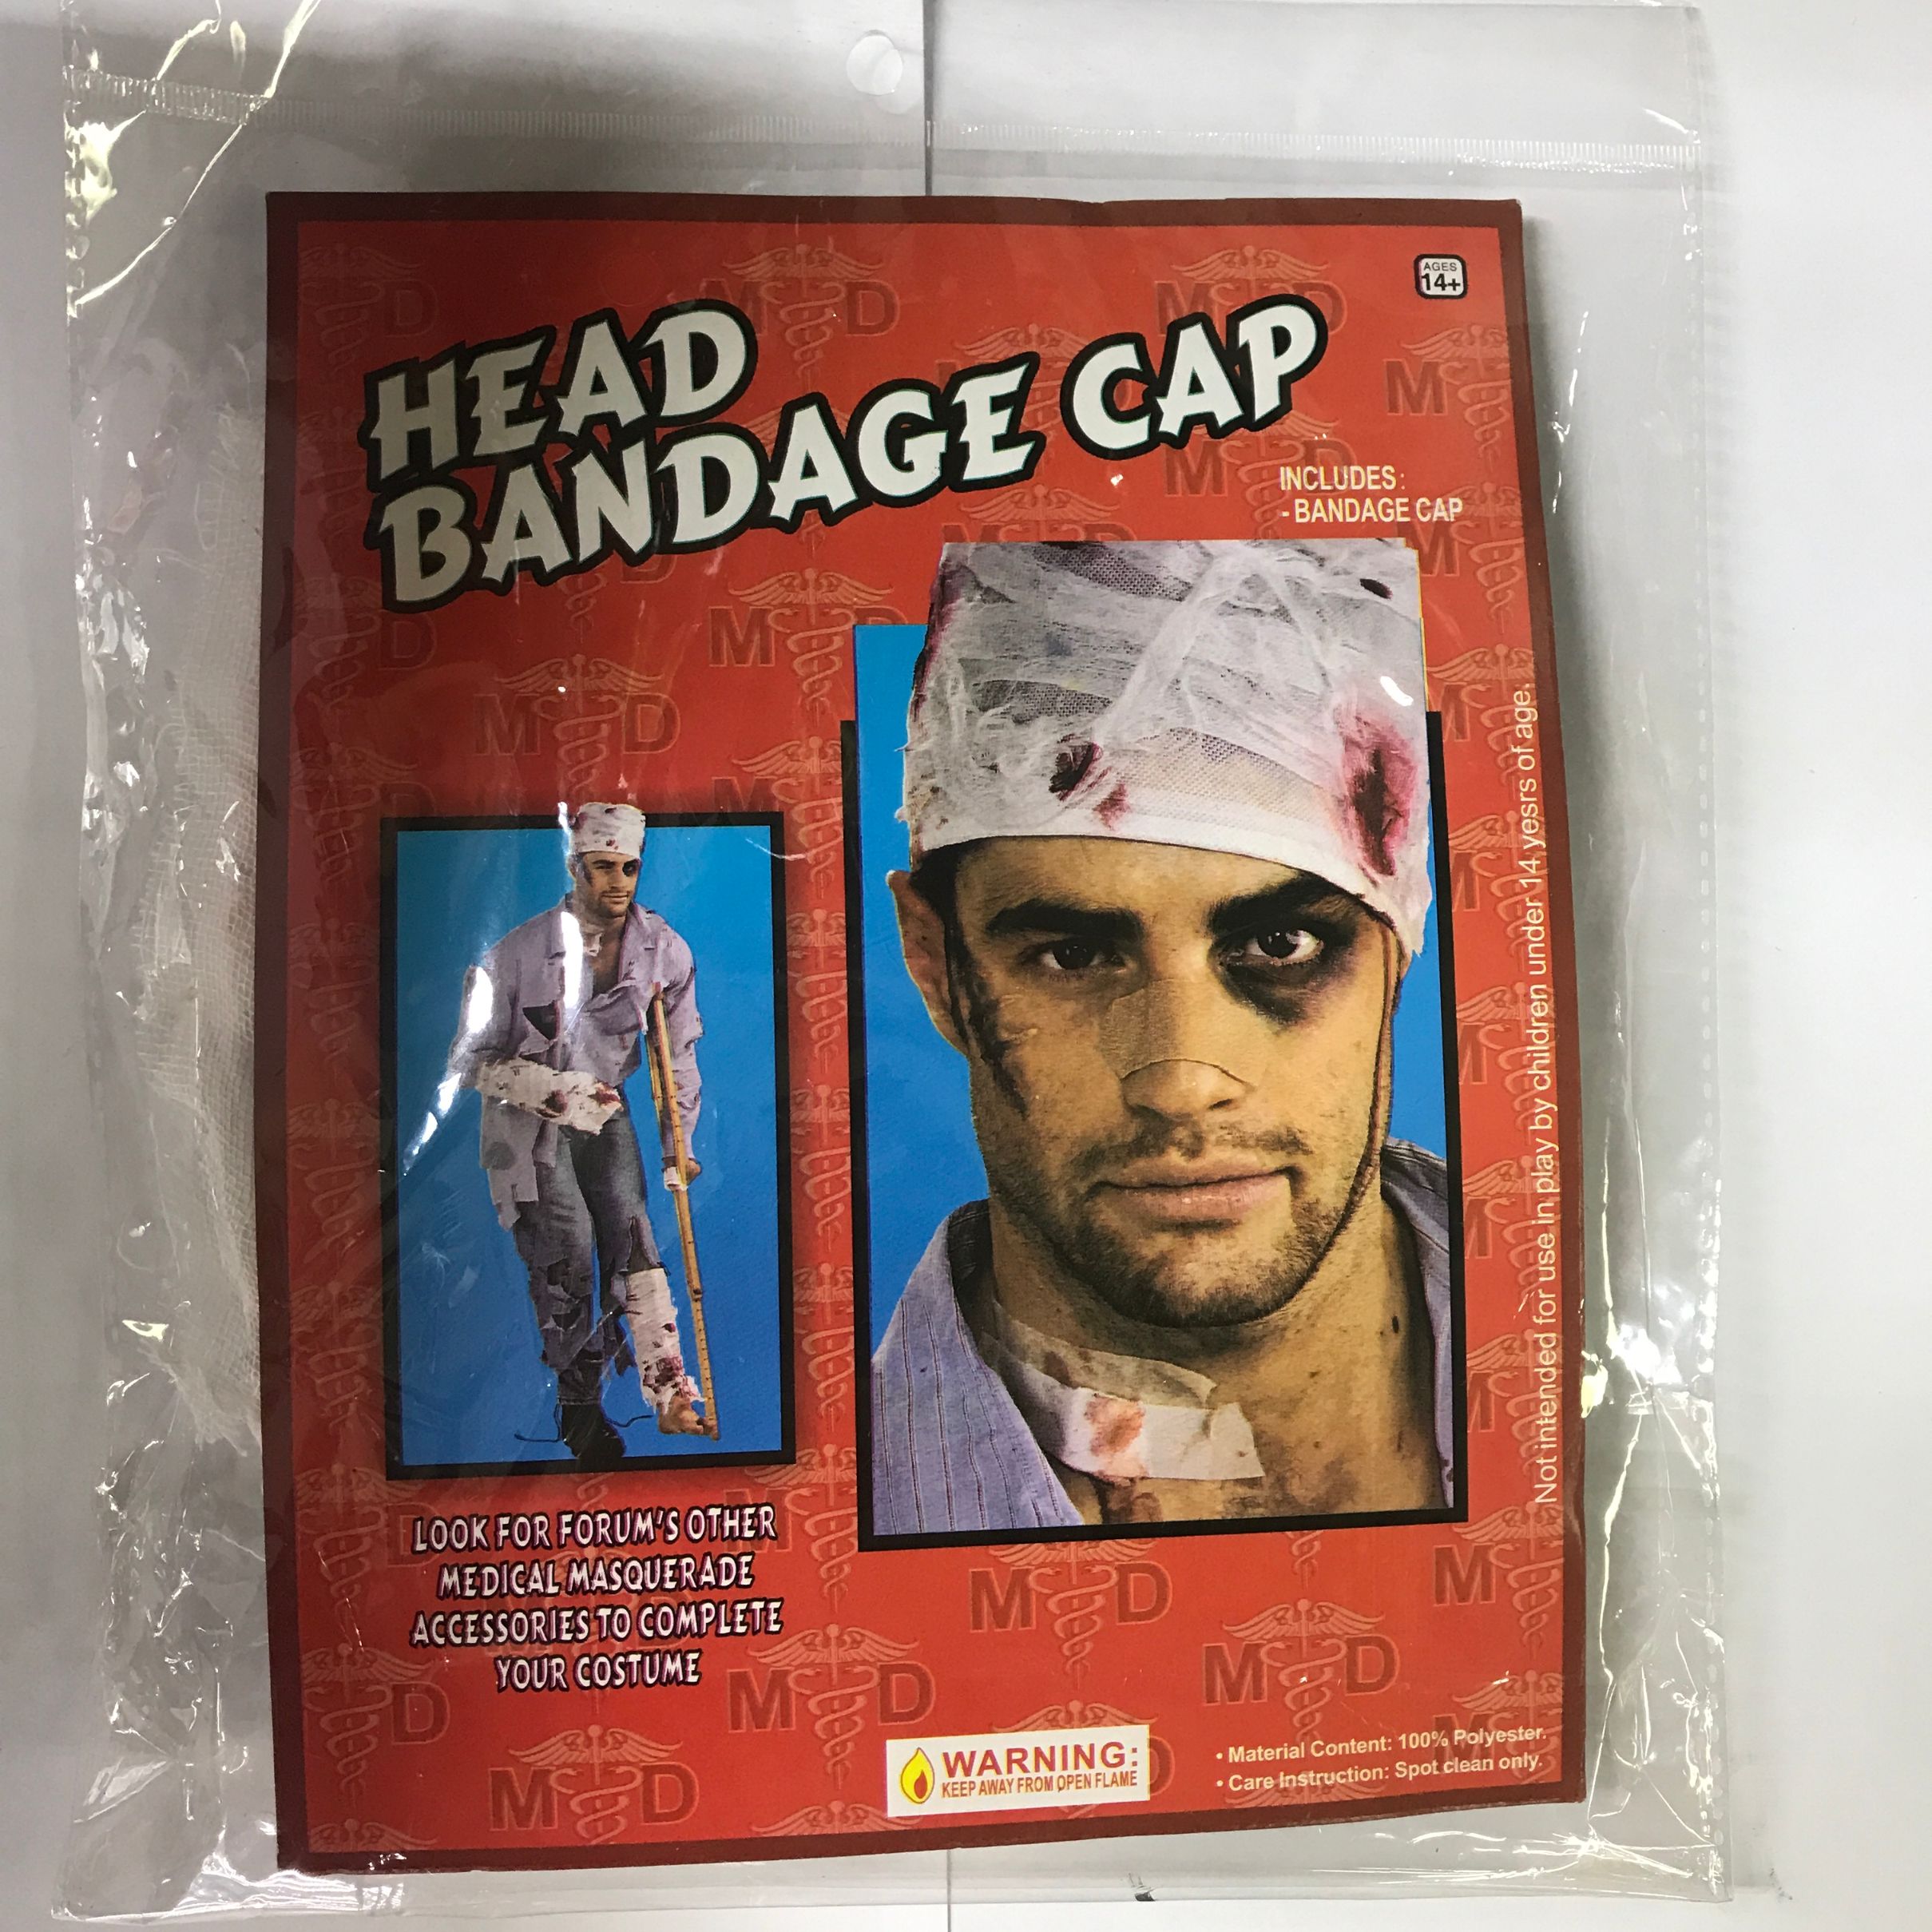 AGES
14+
HEAD
BANDAGE CAP
INCLUDES:
- BANDAGE CAP
Not intended for use in play by children under 14 yesrs of age.
LOOK FOR FORUM'S OTHER
MEDICAL MASQUERADE
ACCESSORIES TO COMPLETE
YOUR COSTUME
WARNING:
KEEP AWAY FROM OPEN FLAME
• Material Content: 100% Polyester.
• Care Instruction: Spot clean only.
M D
M D
M D
M D
M D
M D
M D